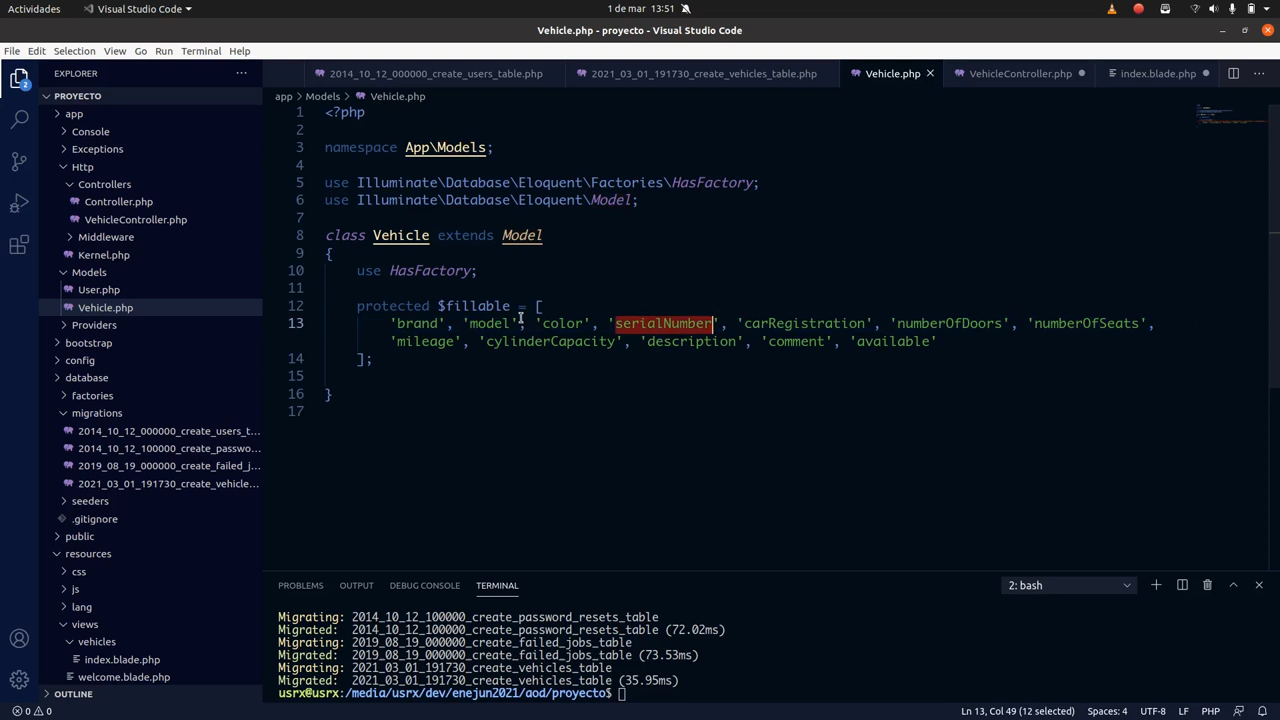 Actividades
Visual Studio Code
1 de mar 13:51
Vehicle.php - proyecto - Visual Studio Code
File Edit Selection View Go Run Terminal Help
EXPLORER
2014_10_12_000000_create_users_table.php
2021_03_01_191730_create_vehicles_table.php
Vehicle.php
VehicleController.php
index.blade.php
PROYECTO
app
Console
Exceptions
Http
Controllers
Controller.php
VehicleController.php
Middleware
Kernel.php
Models
User.php
Vehicle.php
Providers
bootstrap
config
database
factories
migrations
2014_10_12_000000_create_users_t...
2014_10_12_100000_create_passwo...
2019_08_19_000000_create_failed_j...
2021_03_01_191730_create_vehicle...
seeders
.gitignore
public
resources
css
js
lang
views
vehicles
index.blade.php
welcome.blade.php
OUTLINE
2
app > Models > Vehicle.php
1 <?php
2
3 namespace App\Models;
4
5 use Illuminate\Database\Eloquent\Factories\HasFactory;
6 use Illuminate\Database\Eloquent\Model;
7
8 class Vehicle extends Model
9 {
10 use HasFactory;
11
12 protected $fillable = [
13 'brand', 'model', 'color', 'serialNumber', 'carRegistration', 'numberOfDoors', 'numberOfSeats',
'mileage', 'cylinderCapacity', 'description', 'comment', 'available'
14 ];
15
16 }
17
PROBLEMS OUTPUT DEBUG CONSOLE TERMINAL
2: bash
Migrating: 2014_10_12_100000_create_password_resets_table
Migrated: 2014_10_12_100000_create_password_resets_table (72.02ms)
Migrating: 2019_08_19_000000_create_failed_jobs_table
Migrated: 2019_08_19_000000_create_failed_jobs_table (73.53ms)
Migrating: 2021_03_01_191730_create_vehicles_table
Migrated: 2021_03_01_191730_create_vehicles_table (35.95ms)
usrx@usrx:/media/usrx/dev/enejun2021/aod/proyecto$
0 0
Ln 13, Col 49 (12 selected) Spaces: 4 UTF-8 LF PHP